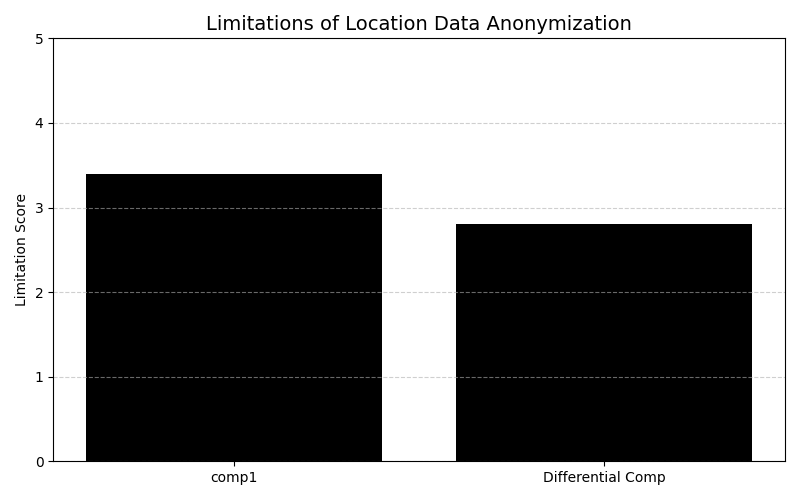 Limitations of Location Data Anonymization
5
4
3
2
1
0
Limitation Score
comp1
Differential Comp